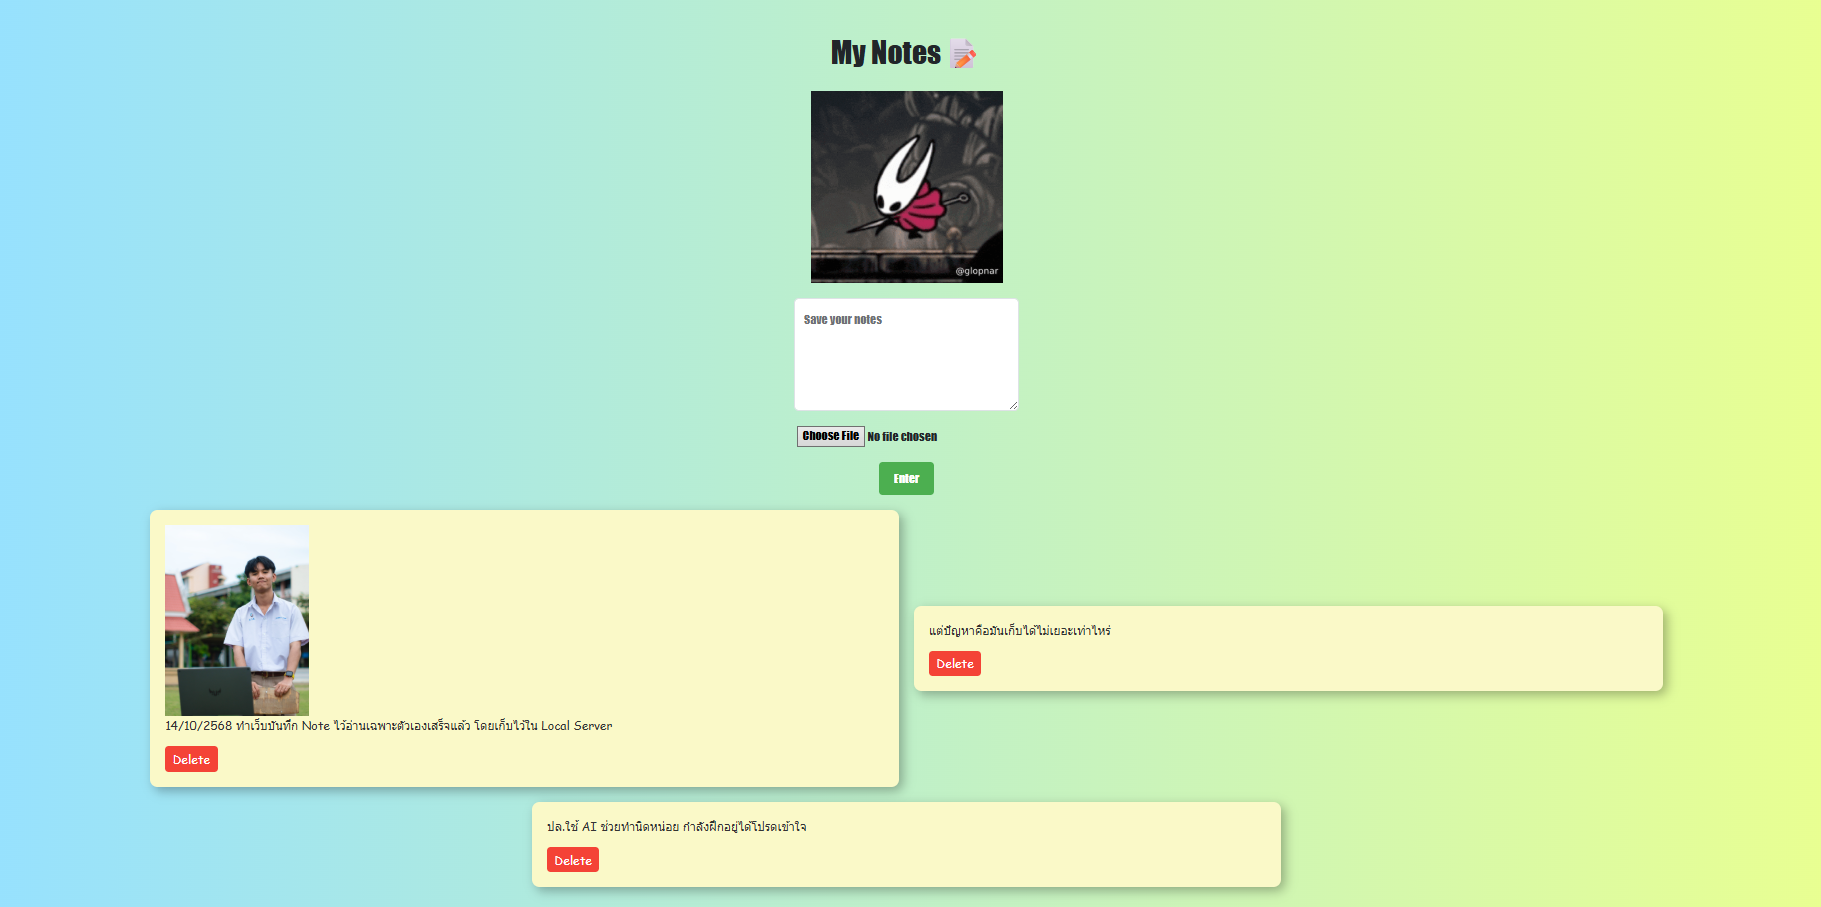 My Notes 📝
@glopnar
Save your notes
Choose File No file chosen
Enter
14/10/2568 ทำเว็บบันทึก Note ไว้อ่านเฉพาะตัวเองเสร็จแล้ว โดยเก็บไว้ใน Local Server
Delete
แต่ปัญหาคือมันเก็บได้ไม่เยอะเท่าไหร่
Delete
ปล.ใช้ AI ช่วยทำนิดหน่อย กำลังฝึกอยู่ได้โปรดเข้าใจ
Delete